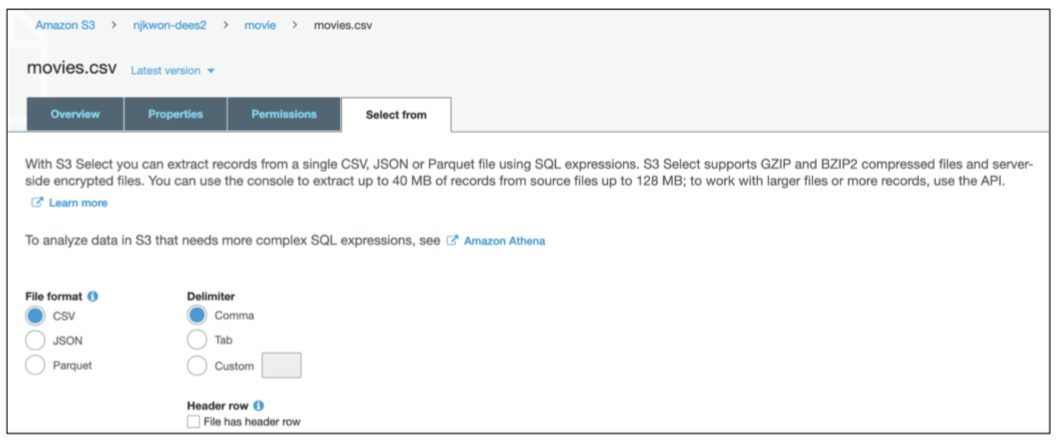 Amazon S3 > njkwon-dees2 > movie > movies.csv
movies.csv Latest version
Overview Properties Permissions Select from
With S3 Select you can extract records from a single CSV, JSON or Parquet file using SQL expressions. S3 Select supports GZIP and BZIP2 compressed files and server-
side encrypted files. You can use the console to extract up to 40 MB of records from source files up to 128 MB; to work with larger files or more records, use the API.
Learn more
To analyze data in S3 that needs more complex SQL expressions, see Amazon Athena
File format Delimiter
CSV Comma
JSON Tab
Parquet Custom
Header row
File has header row